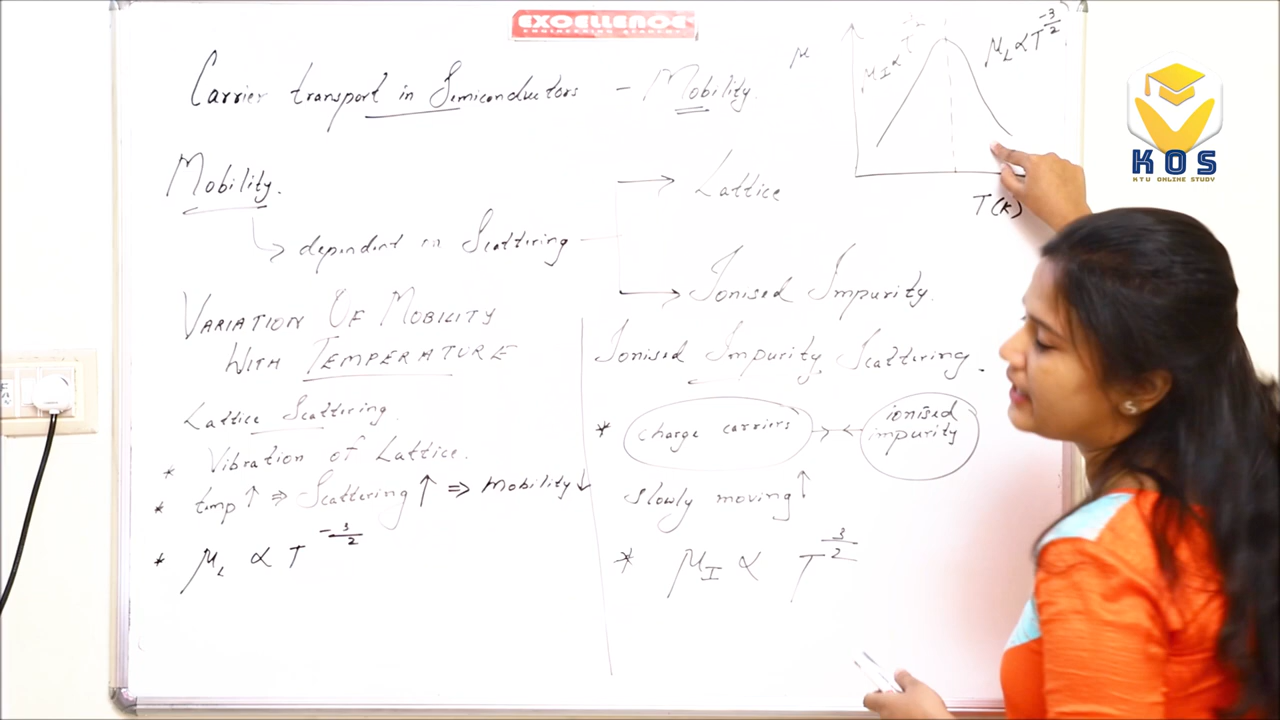 EXCELLENCE
ENGINEERING ACADEMY
Carrier transport in Semiconductors - Mobility.
μ
μI ∝
μL ∝ T^-3/2
T(K)
KOS
KTU ONLINE STUDY
Mobility.
dependent on Scattering
Lattice
Ionised Impurity.
VARIATION OF MOBILITY
WITH TEMPERATURE
Lattice Scattering.
* Vibration of Lattice.
* temp ↑ ⇒ Scattering ↑ ⇒ Mobility ↓
* μL ∝ T^-3/2
Ionised Impurity Scattering.
* charge carriers → ← ionised
impurity
slowly moving ↑
* μI ∝ T^3/2